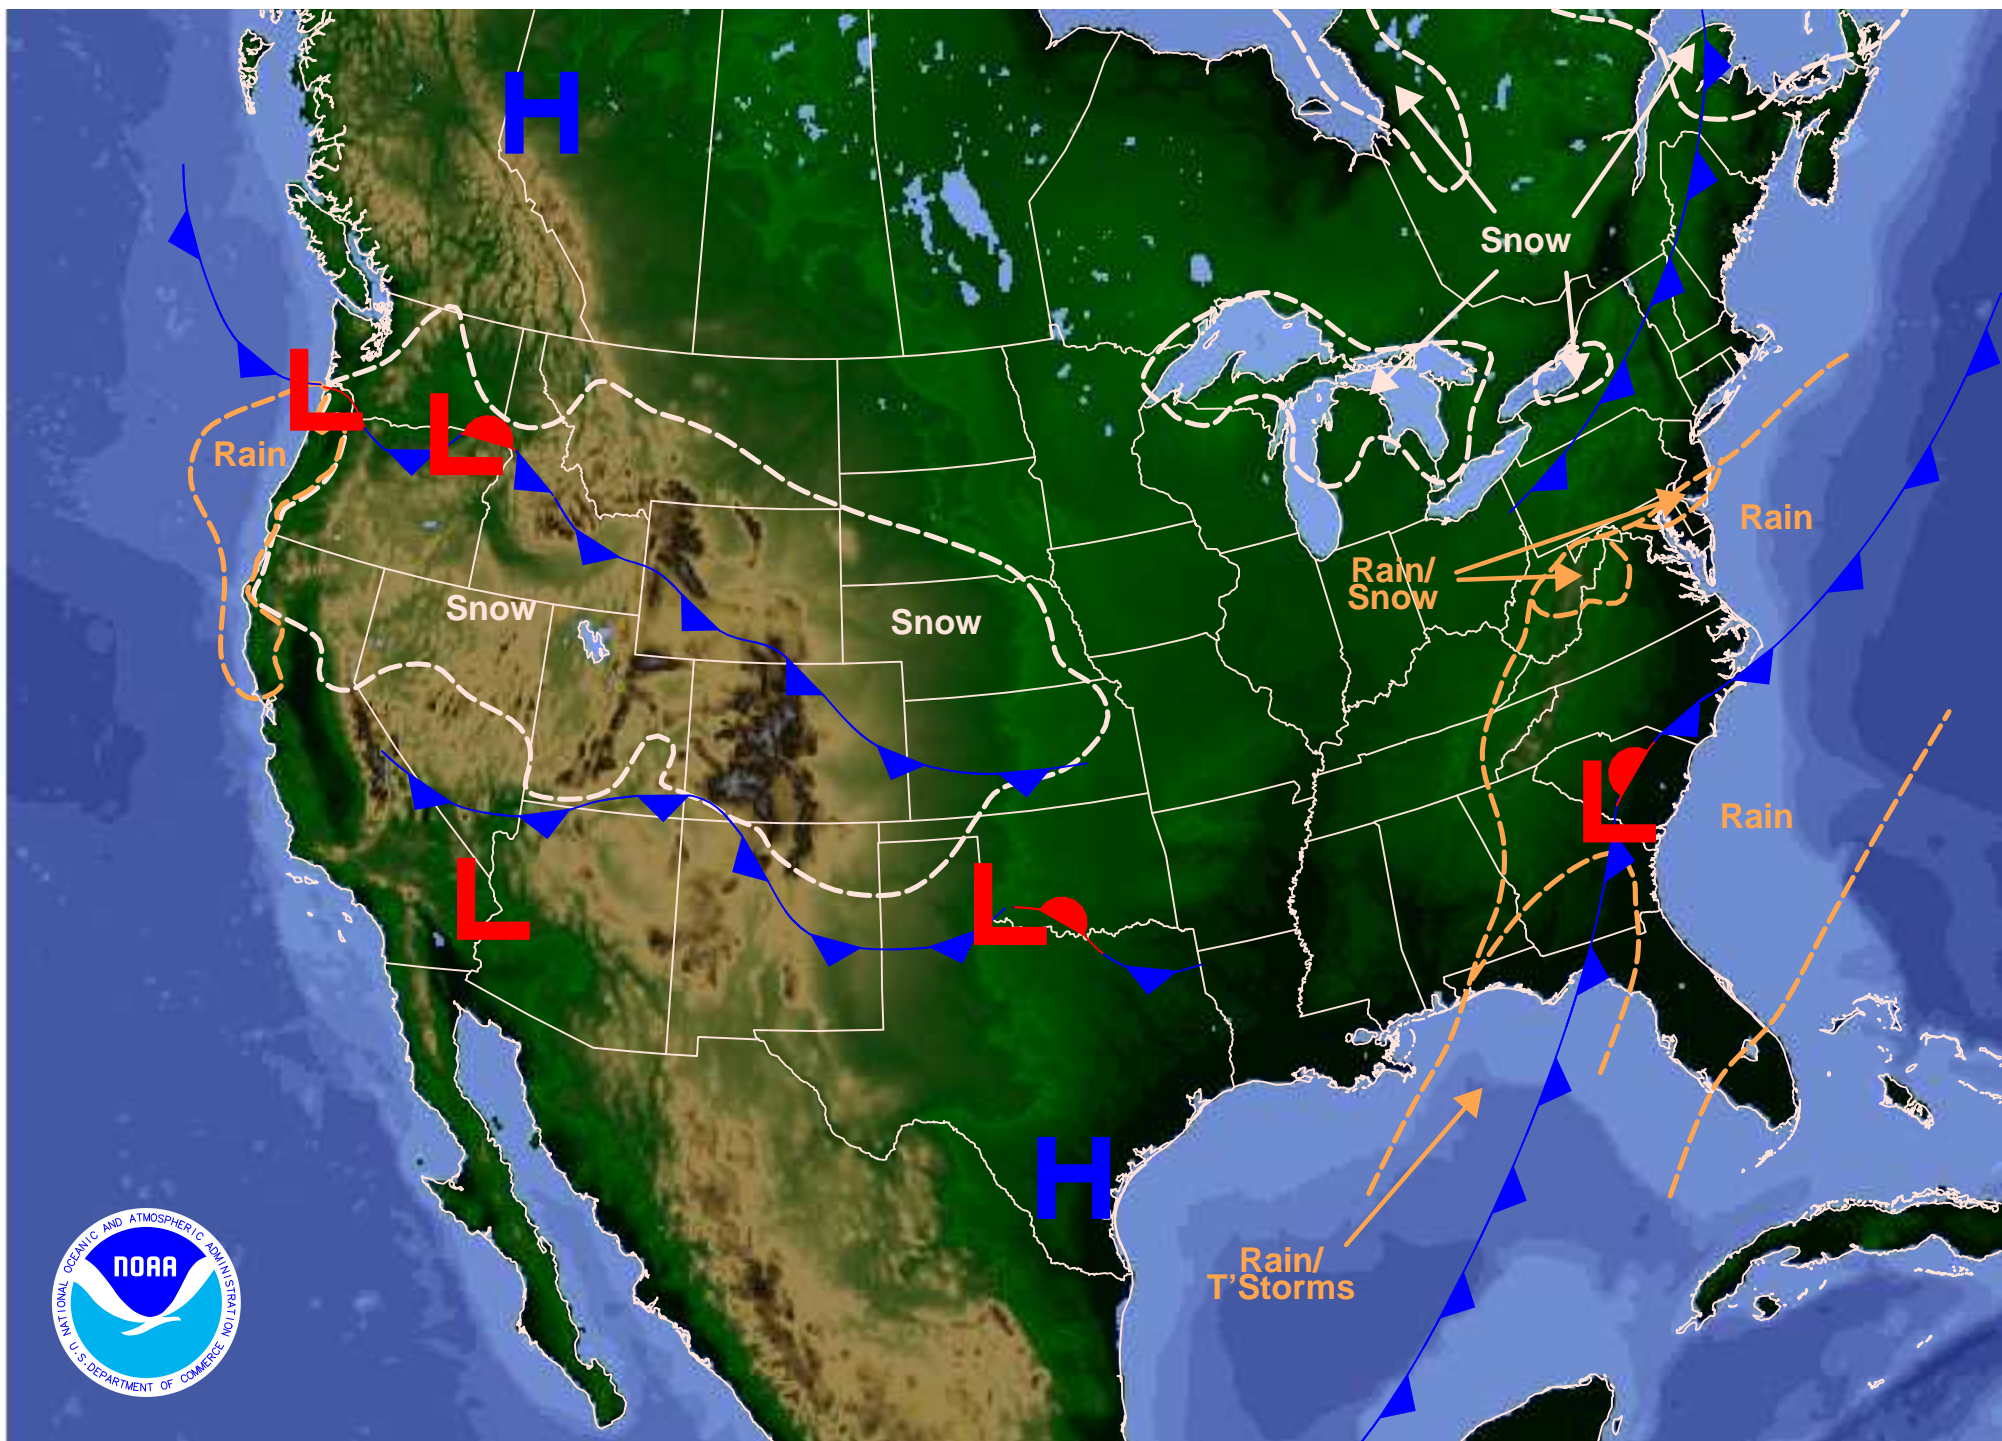 H
Snow
L
L
Rain
Rain
Rain/
Snow
Snow
Snow
L
Rain
L
L
H
Rain/
T'Storms
NATIONAL OCEANIC AND ATMOSPHERIC ADMINISTRATION
NOAA
U.S. DEPARTMENT OF COMMERCE